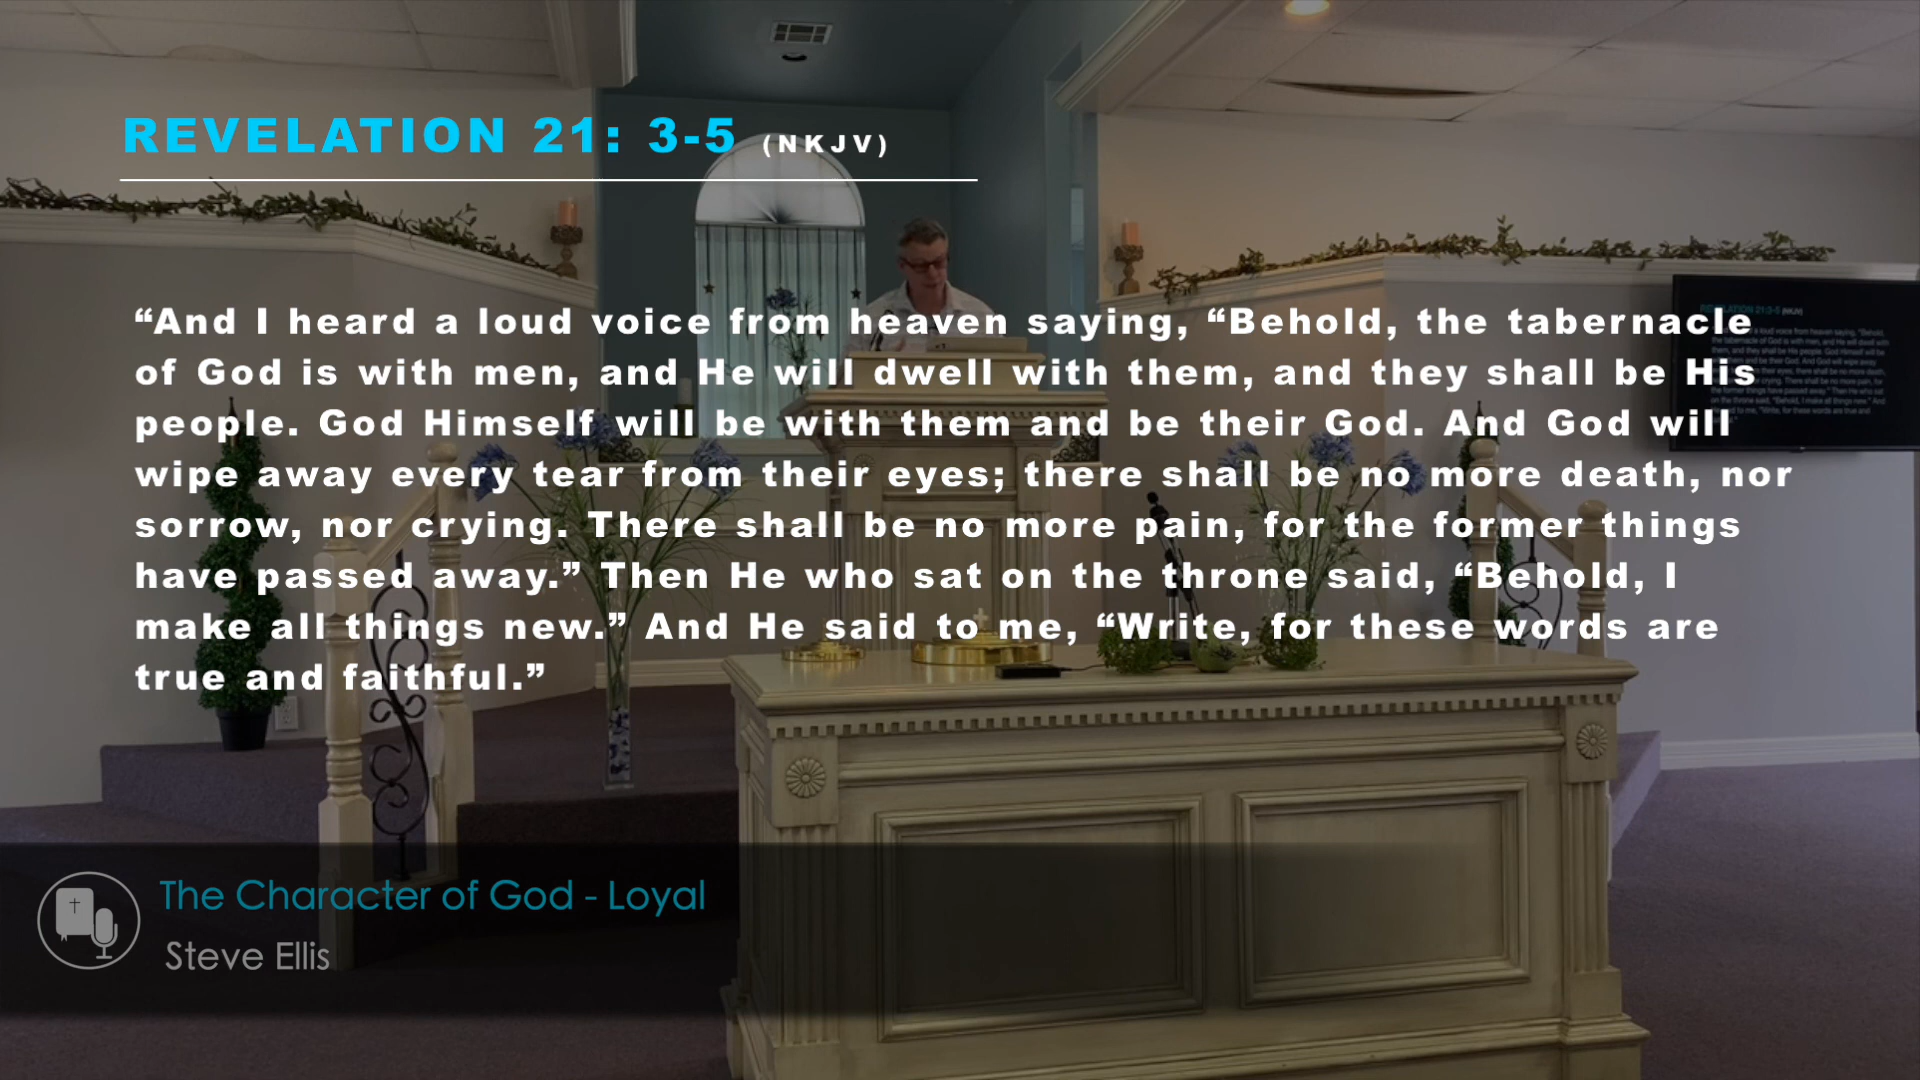 REVELATION 21: 3-5 (NKJV)
“And I heard a loud voice from heaven saying, “Behold, the tabernacle
of God is with men, and He will dwell with them, and they shall be His
people. God Himself will be with them and be their God. And God will
wipe away every tear from their eyes; there shall be no more death, nor
sorrow, nor crying. There shall be no more pain, for the former things
have passed away.” Then He who sat on the throne said, “Behold, I
make all things new.” And He said to me, “Write, for these words are
true and faithful.”
The Character of God - Loyal
Steve Ellis